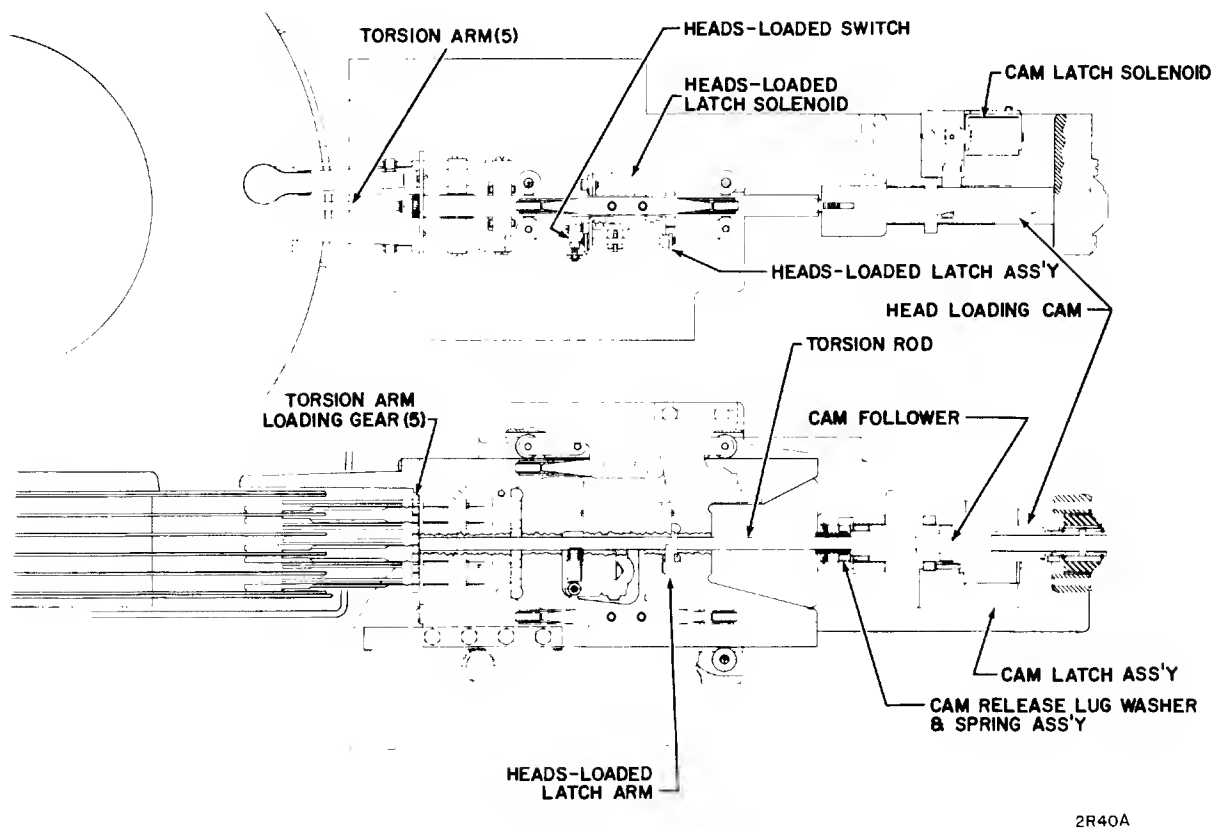 TORSION ARM(5)
HEADS-LOADED SWITCH
CAM LATCH SOLENOID
HEADS-LOADED
LATCH SOLENOID
HEADS-LOADED LATCH ASS'Y
HEAD LOADING CAM
TORSION ROD
TORSION ARM
LOADING GEAR(5)
CAM FOLLOWER
CAM LATCH ASS'Y
CAM RELEASE LUG WASHER
& SPRING ASS'Y
HEADS-LOADED
LATCH ARM
2R40A